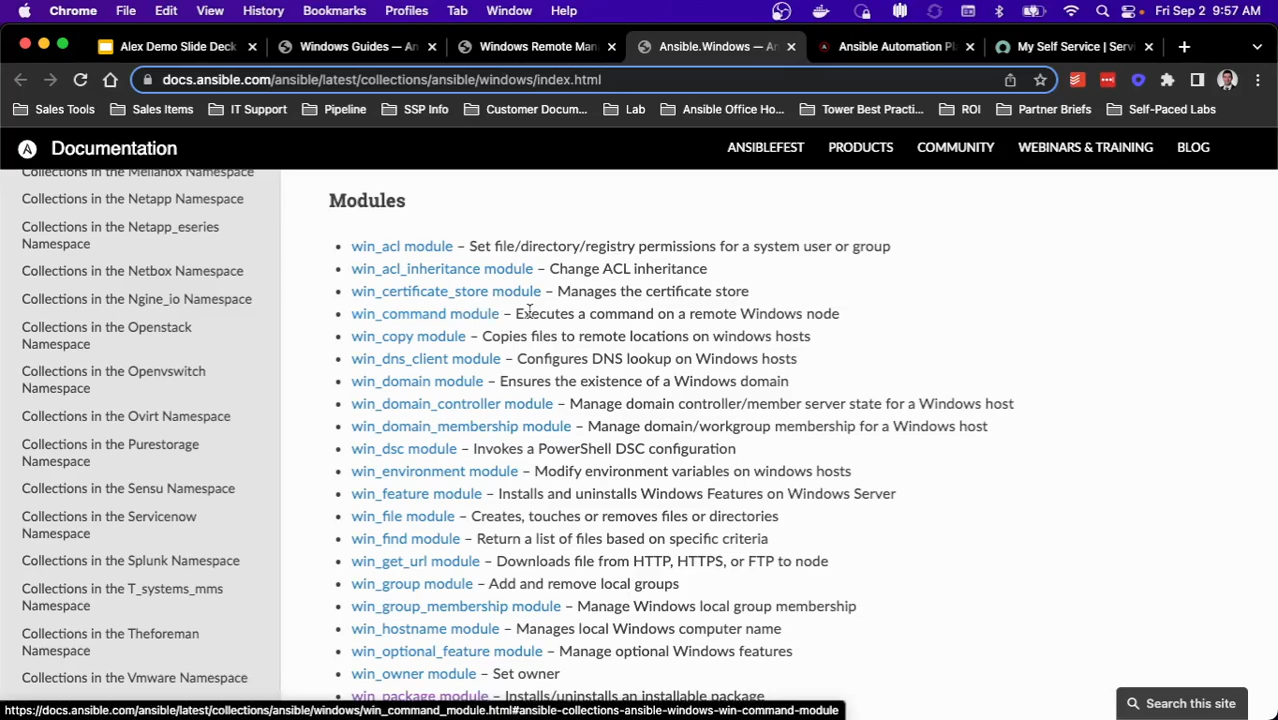 Chrome File Edit View History Bookmarks Profiles Tab Window Help Fri Sep 2 9:57 AM
Alex Demo Slide Deck Windows Guides — An Windows Remote Man Ansible.Windows — An Ansible Automation Pla My Self Service | Servi
docs.ansible.com/ansible/latest/collections/ansible/windows/index.html
Sales Tools Sales Items IT Support Pipeline SSP Info Customer Docum... Lab Ansible Office Ho... Tower Best Practi... ROI Partner Briefs Self-Paced Labs
A Documentation ANSIBLEFEST PRODUCTS COMMUNITY WEBINARS & TRAINING BLOG
Collections in the Mellanox Namespace
Collections in the Netapp Namespace
Collections in the Netapp_eseries
Namespace
Collections in the Netbox Namespace
Collections in the Ngine_io Namespace
Collections in the Openstack
Namespace
Collections in the Openvswitch
Namespace
Collections in the Ovirt Namespace
Collections in the Purestorage
Namespace
Collections in the Sensu Namespace
Collections in the Servicenow
Namespace
Collections in the Splunk Namespace
Collections in the T_systems_mms
Namespace
Collections in the Theforeman
Namespace
Collections in the Vmware Namespace
Modules
• win_acl module – Set file/directory/registry permissions for a system user or group
• win_acl_inheritance module – Change ACL inheritance
• win_certificate_store module – Manages the certificate store
• win_command module – Executes a command on a remote Windows node
• win_copy module – Copies files to remote locations on windows hosts
• win_dns_client module – Configures DNS lookup on Windows hosts
• win_domain module – Ensures the existence of a Windows domain
• win_domain_controller module – Manage domain controller/member server state for a Windows host
• win_domain_membership module – Manage domain/workgroup membership for a Windows host
• win_dsc module – Invokes a PowerShell DSC configuration
• win_environment module – Modify environment variables on windows hosts
• win_feature module – Installs and uninstalls Windows Features on Windows Server
• win_file module – Creates, touches or removes files or directories
• win_find module – Return a list of files based on specific criteria
• win_get_url module – Downloads file from HTTP, HTTPS, or FTP to node
• win_group module – Add and remove local groups
• win_group_membership module – Manage Windows local group membership
• win_hostname module – Manages local Windows computer name
• win_optional_feature module – Manage optional Windows features
• win_owner module – Set owner
• win_package module – Installs/uninstalls an installable package
Search this site
https://docs.ansible.com/ansible/latest/collections/ansible/windows/win_command_module.html#ansible-collections-ansible-windows-win-command-module